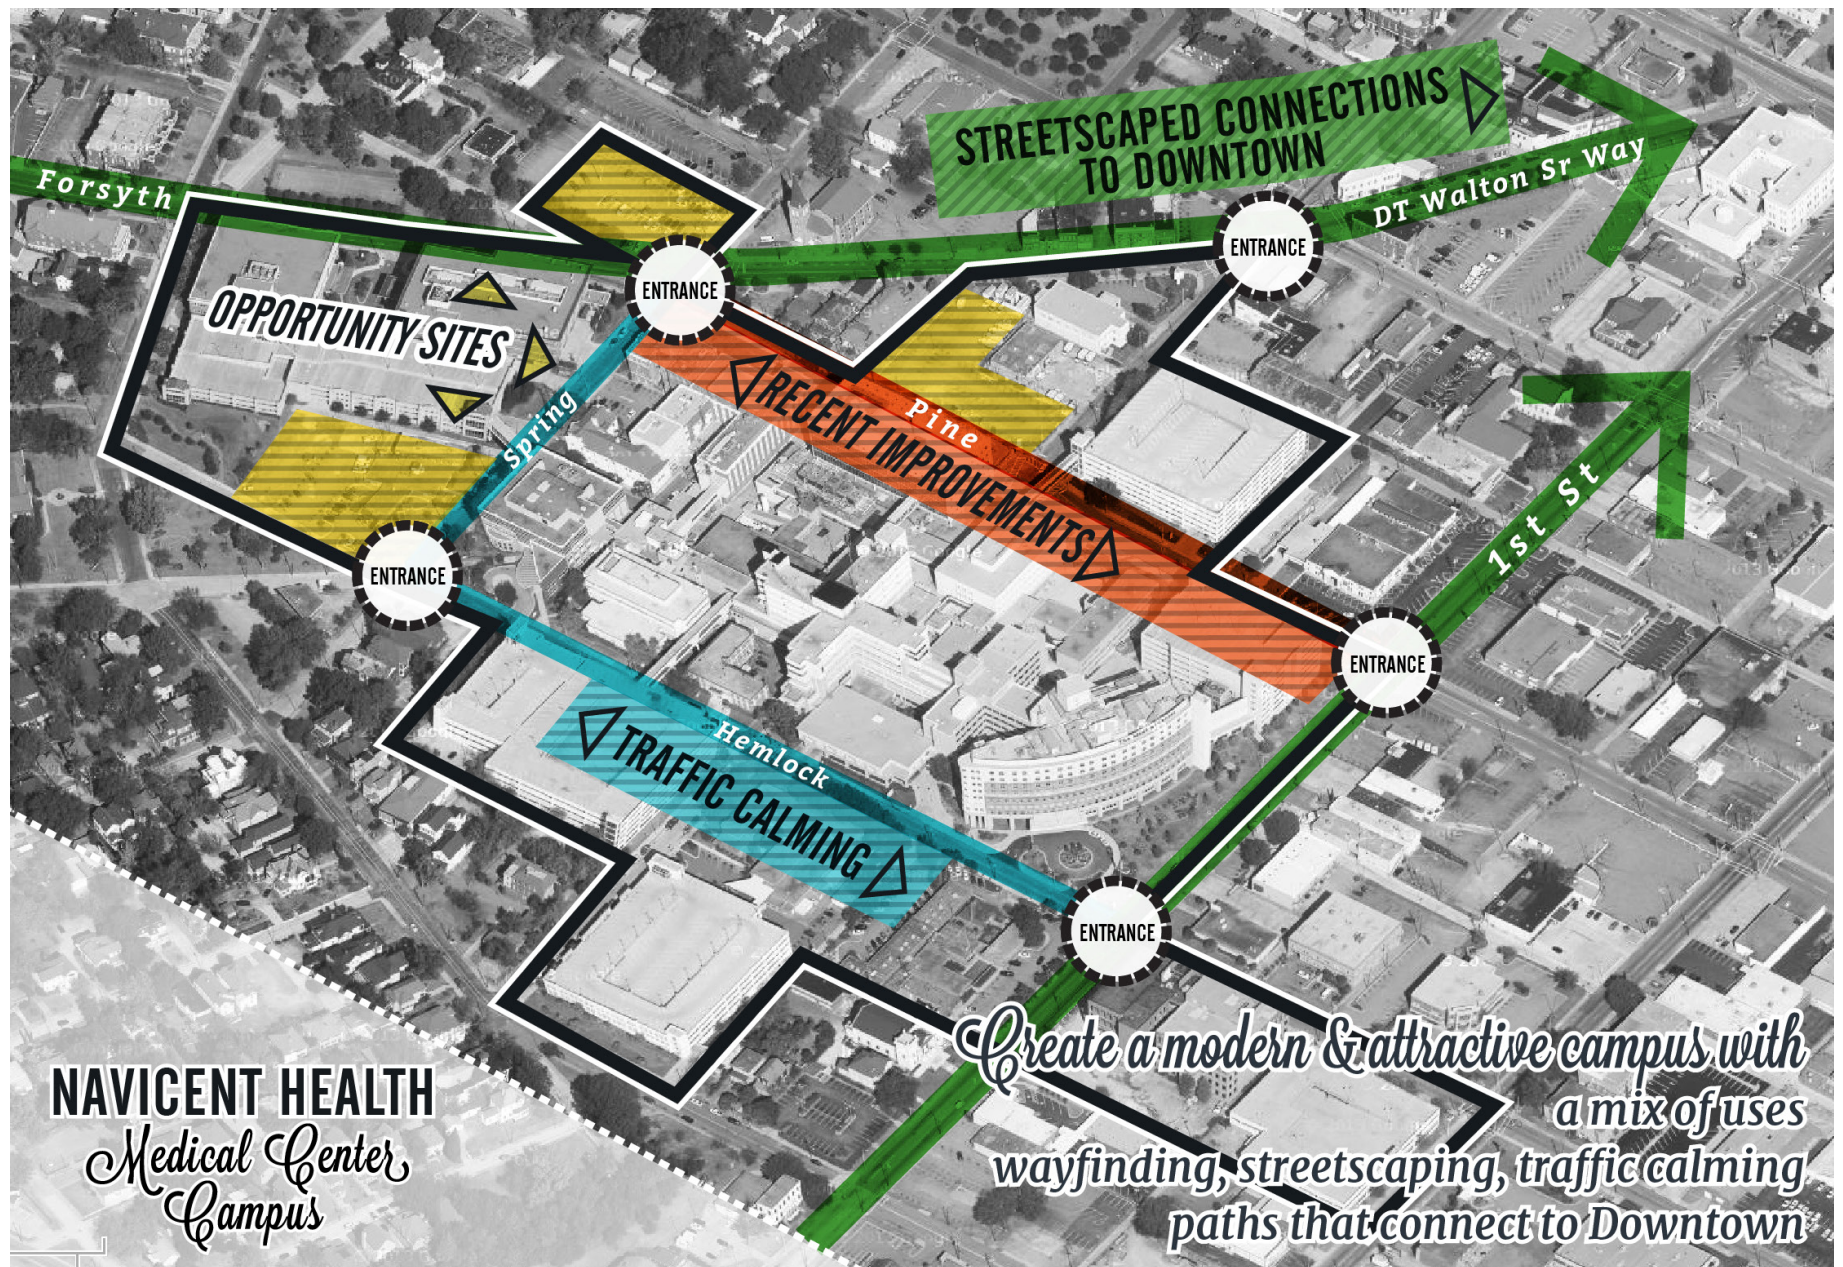 STREETSCAPED CONNECTIONS
TO DOWNTOWN
Forsyth
DT Walton Sr Way
ENTRANCE
ENTRANCE
OPPORTUNITY SITES
Spring
Pine
RECENT IMPROVEMENTS
1st St
ENTRANCE
ENTRANCE
Hemlock
TRAFFIC CALMING
ENTRANCE
NAVICENT HEALTH
Medical Center
Campus
Create a modern & attractive campus with
a mix of uses
wayfinding, streetscaping, traffic calming
paths that connect to Downtown